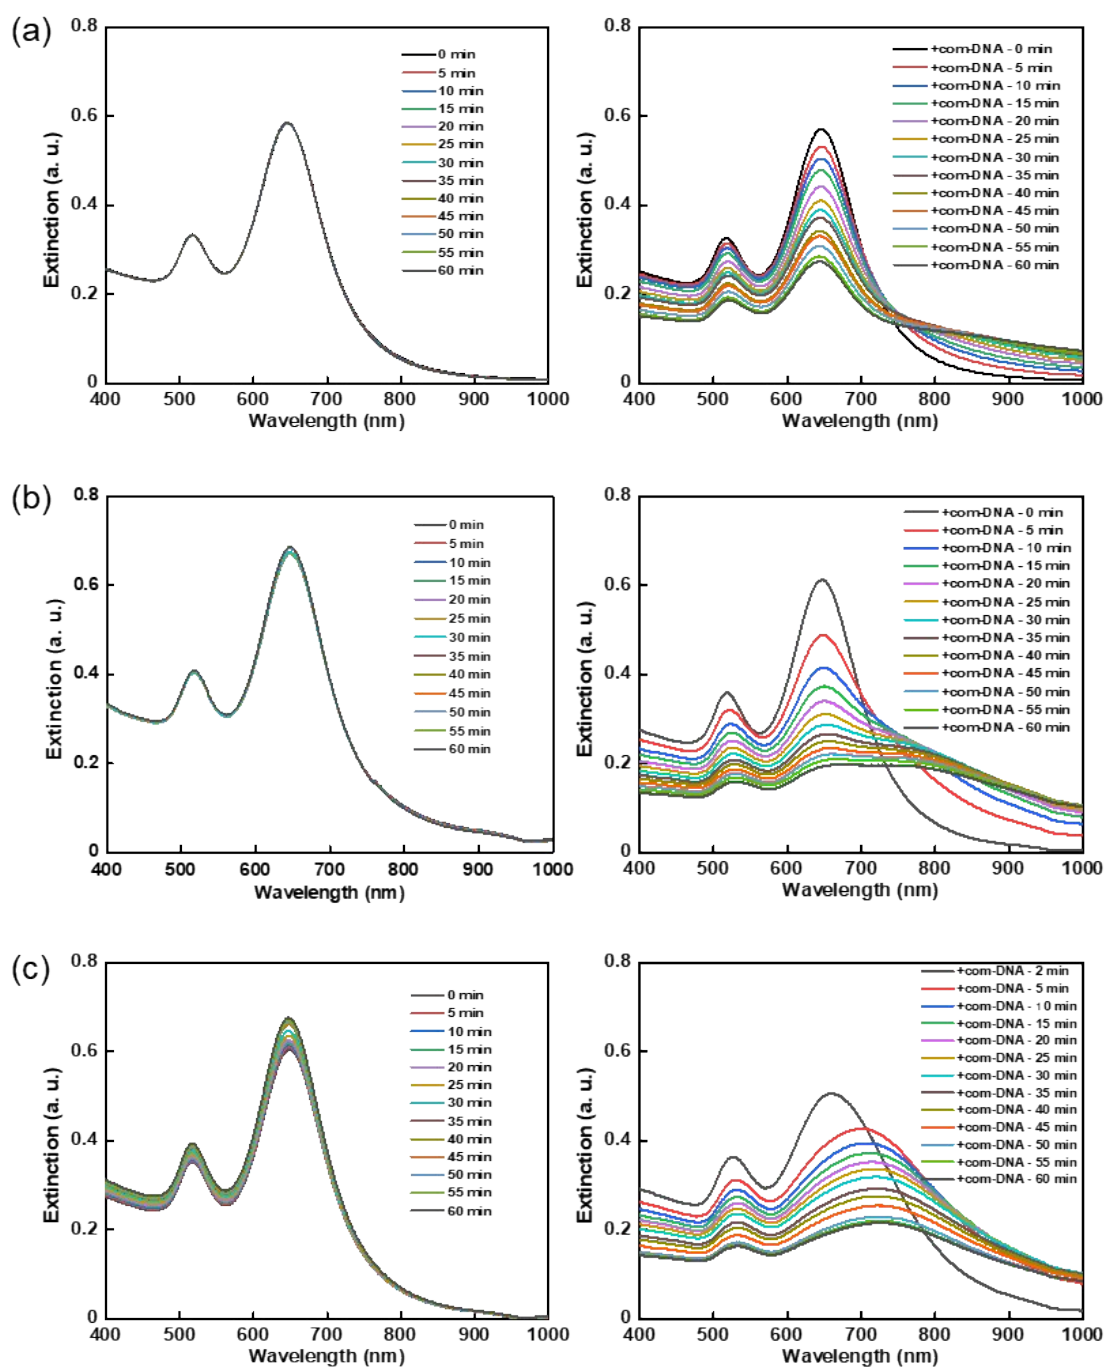 (a)
0.8
0.6
0.4
0.2
0
Extinction (a. u.)
400 500 600 700 800 900 1000
Wavelength (nm)
0 min
5 min
10 min
15 min
20 min
25 min
30 min
35 min
40 min
45 min
50 min
55 min
60 min
0.8
0.6
0.4
0.2
0
Extinction (a. u.)
400 500 600 700 800 900 1000
Wavelength (nm)
+com-DNA - 0 min
+com-DNA - 5 min
+com-DNA - 10 min
+com-DNA - 15 min
+com-DNA - 20 min
+com-DNA - 25 min
+com-DNA - 30 min
+com-DNA - 35 min
+com-DNA - 40 min
+com-DNA - 45 min
+com-DNA - 50 min
+com-DNA - 55 min
+com-DNA - 60 min
(b)
0.8
0.6
0.4
0.2
0
Extinction (a. u.)
400 500 600 700 800 900 1000
Wavelength (nm)
0 min
5 min
10 min
15 min
20 min
25 min
30 min
35 min
40 min
45 min
50 min
55 min
60 min
0.8
0.6
0.4
0.2
0
Extinction (a. u.)
400 500 600 700 800 900 1000
Wavelength (nm)
+com-DNA - 0 min
+com-DNA - 5 min
+com-DNA - 10 min
+com-DNA - 15 min
+com-DNA - 20 min
+com-DNA - 25 min
+com-DNA - 30 min
+com-DNA - 35 min
+com-DNA - 40 min
+com-DNA - 45 min
+com-DNA - 50 min
+com-DNA - 55 min
+com-DNA - 60 min
(c)
0.8
0.6
0.4
0.2
0
Extinction (a. u.)
400 500 600 700 800 900 1000
Wavelength (nm)
0 min
5 min
10 min
15 min
20 min
25 min
30 min
35 min
40 min
45 min
50 min
55 min
60 min
0.8
0.6
0.4
0.2
0
Extinction (a. u.)
400 500 600 700 800 900 1000
Wavelength (nm)
+com-DNA - 2 min
+com-DNA - 5 min
+com-DNA - 10 min
+com-DNA - 15 min
+com-DNA - 20 min
+com-DNA - 25 min
+com-DNA - 30 min
+com-DNA - 35 min
+com-DNA - 40 min
+com-DNA - 45 min
+com-DNA - 50 min
+com-DNA - 55 min
+com-DNA - 60 min